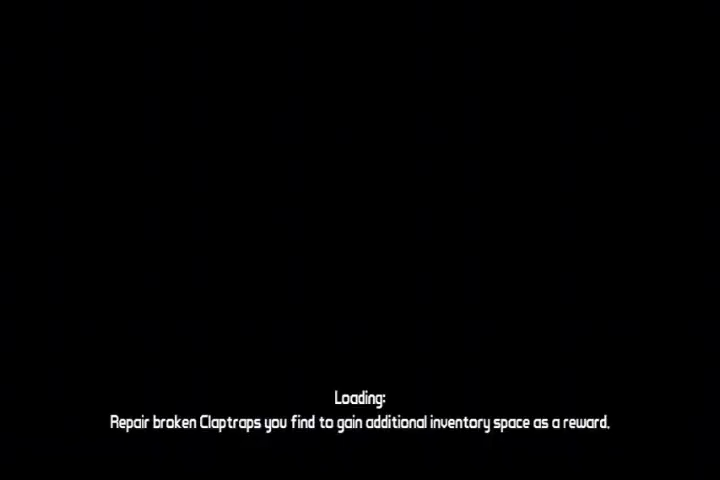 Loading:
Repair broken Claptraps you find to gain additional inventory space as a reward.